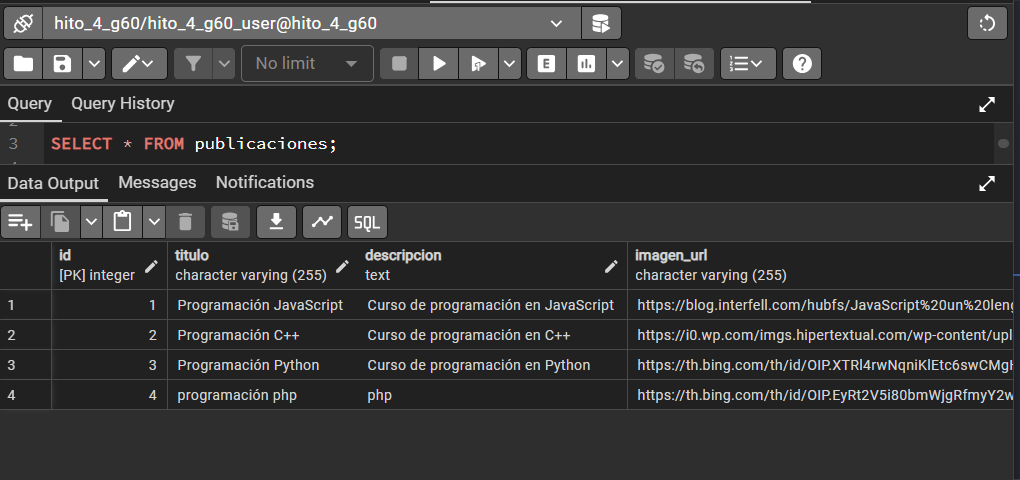 hito_4_g60/hito_4_g60_user@hito_4_g60
No limit
E
Query Query History
3 SELECT * FROM publicaciones;
Data Output Messages Notifications
SQL
id titulo descripcion imagen_url
[PK] integer character varying (255) text character varying (255)
1 1 Programación JavaScript Curso de programación en JavaScript https://blog.interfell.com/hubfs/JavaScript%20un%20leng
2 2 Programación C++ Curso de programación en C++ https://i0.wp.com/imgs.hipertextual.com/wp-content/upl
3 3 Programación Python Curso de programación en Python https://th.bing.com/th/id/OIP.XTRl4rwNqniKlEtc6swCMgH
4 4 programación php php https://th.bing.com/th/id/OIP.EyRt2V5i80bmWjgRfmyY2w